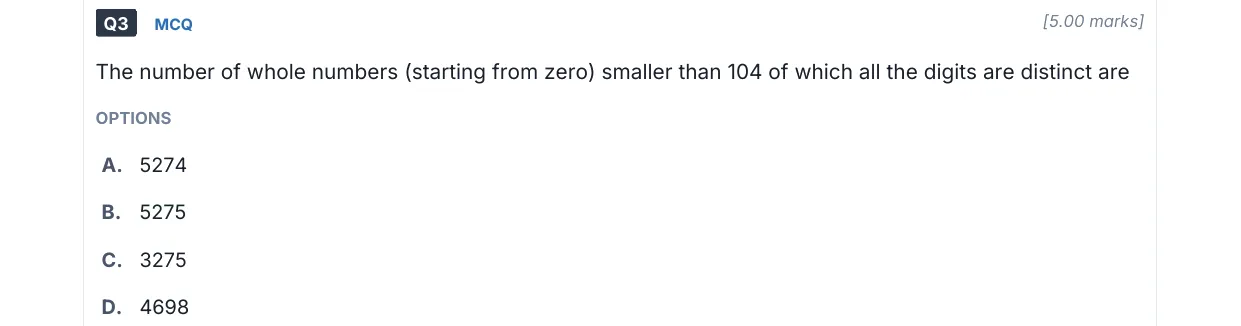 Q3 MCQ [5.00 marks]
The number of whole numbers (starting from zero) smaller than 104 of which all the digits are distinct are
OPTIONS
A. 5274
B. 5275
C. 3275
D. 4698